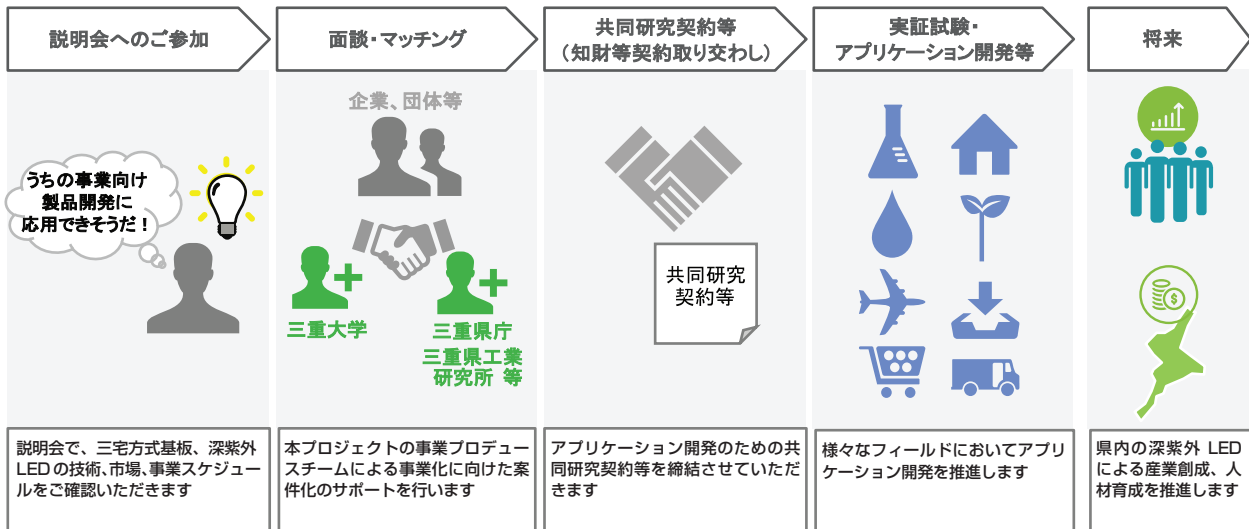 説明会へのご参加
面談・マッチング
共同研究契約等
（知財等契約取り交わし）
実証試験・
アプリケーション開発等
将来
うちの事業向け
製品開発に
応用できそうだ！
企業、団体等
三重大学
三重県庁
三重県工業
研究所 等
共同研究
契約等
$
説明会で、三宅方式基板、深紫外
LEDの技術、市場、事業スケジュー
ルをご確認いただきます
本プロジェクトの事業プロデュー
スチームによる事業化に向けた案
件化のサポートを行います
アプリケーション開発のための共
同研究契約等を締結させていただ
きます
様々なフィールドにおいてアプリ
ケーション開発を推進します
県内の深紫外 LED
による産業創成、人
材育成を推進します